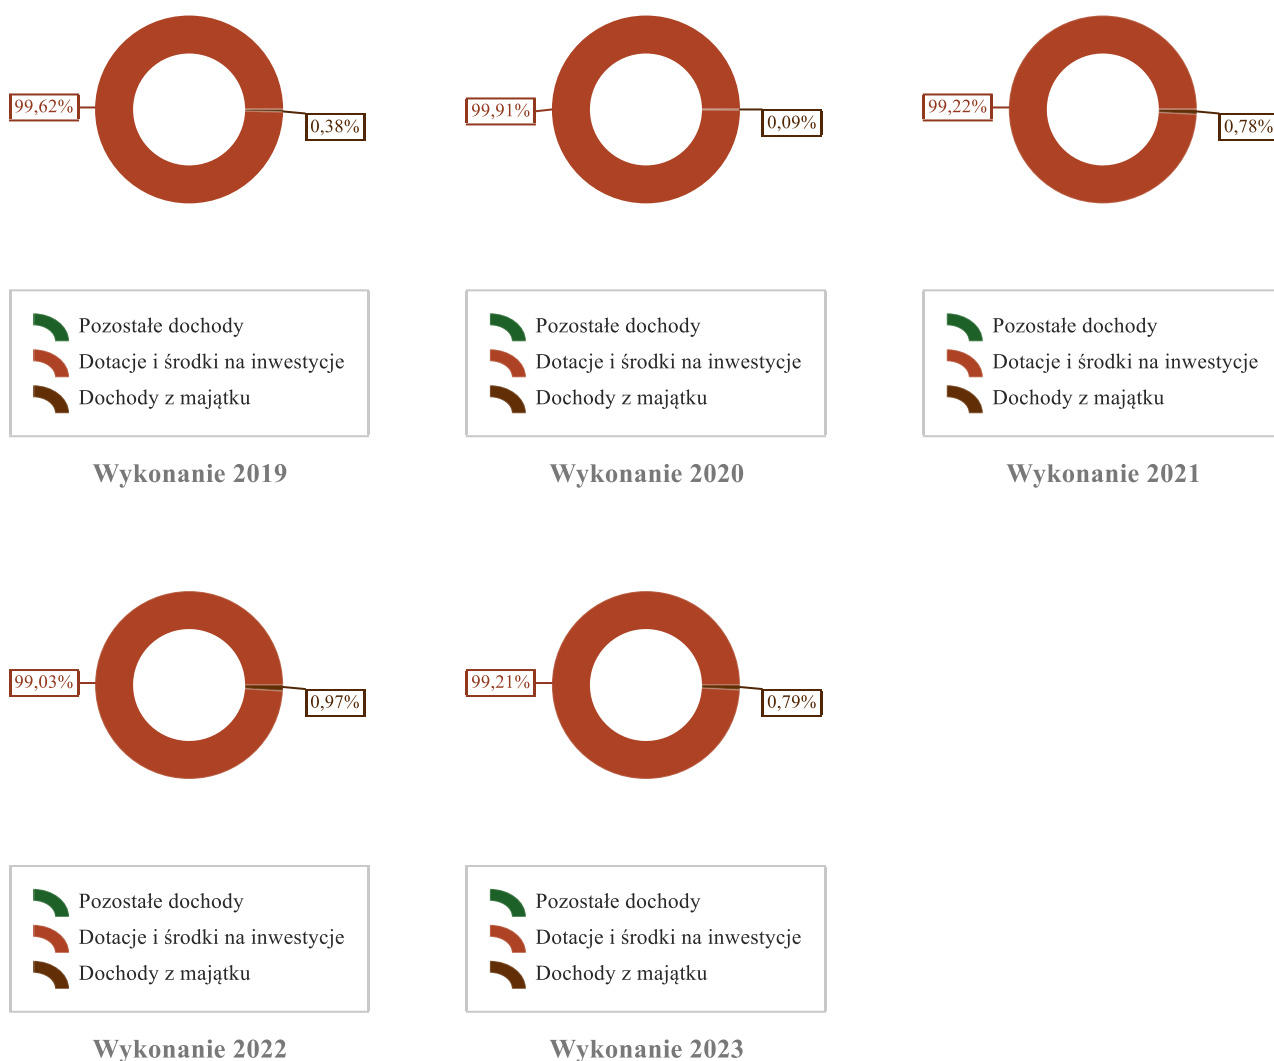 99,62%
0,38%
Pozostałe dochody
Dotacje i środki na inwestycje
Dochody z majątku
Wykonanie 2019
99,91%
0,09%
Pozostałe dochody
Dotacje i środki na inwestycje
Dochody z majątku
Wykonanie 2020
99,22%
0,78%
Pozostałe dochody
Dotacje i środki na inwestycje
Dochody z majątku
Wykonanie 2021
99,03%
0,97%
Pozostałe dochody
Dotacje i środki na inwestycje
Dochody z majątku
Wykonanie 2022
99,21%
0,79%
Pozostałe dochody
Dotacje i środki na inwestycje
Dochody z majątku
Wykonanie 2023